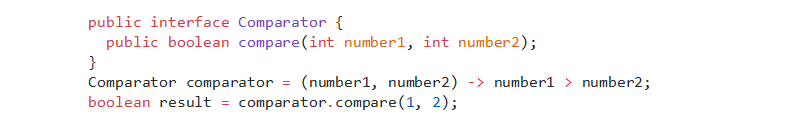 public interface Comparator {
  public boolean compare(int number1, int number2);
}
Comparator comparator = (number1, number2) -> number1 > number2;
boolean result = comparator.compare(1, 2);